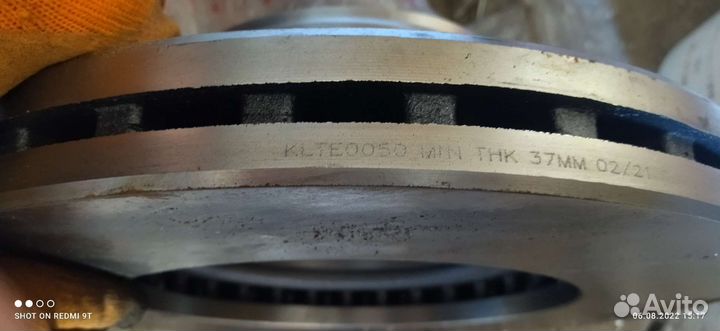 KLTE0050 MIN THK 37MM 02/21
SHOT ON REDMI 9T
Avito
06.08.2022 15:17